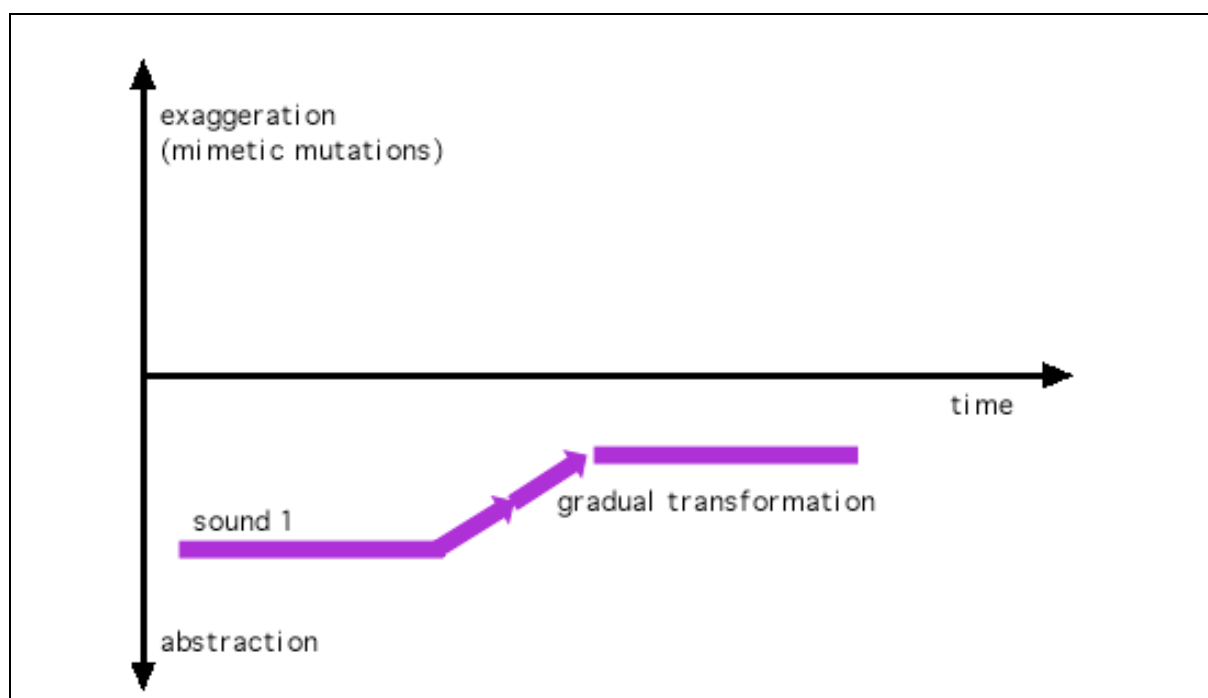 exaggeration
(mimetic mutations)
time
gradual transformation
sound 1
abstraction